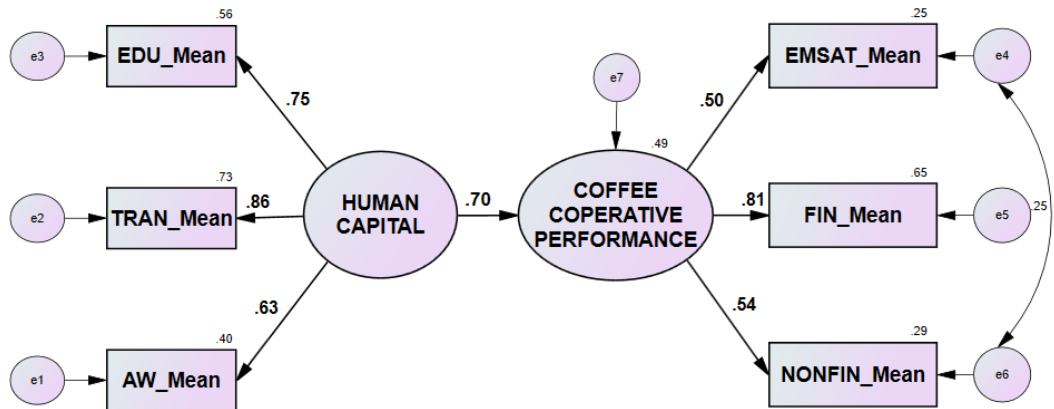 .56
e3
EDU_Mean
.75
.73
e2
TRAN_Mean
.86
.40
e1
AW_Mean
.63
HUMAN
CAPITAL
.70
e7
.49
COFFEE
COPERATIVE
PERFORMANCE
.50
.25
EMSAT_Mean
e4
.81
.65
FIN_Mean
e5
.25
.54
.29
NONFIN_Mean
e6